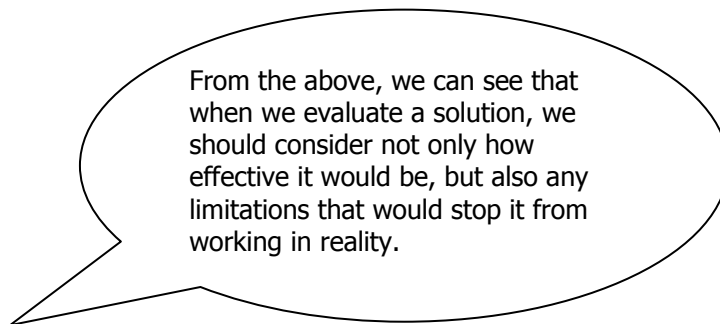 From the above, we can see that
when we evaluate a solution, we
should consider not only how
effective it would be, but also any
limitations that would stop it from
working in reality.